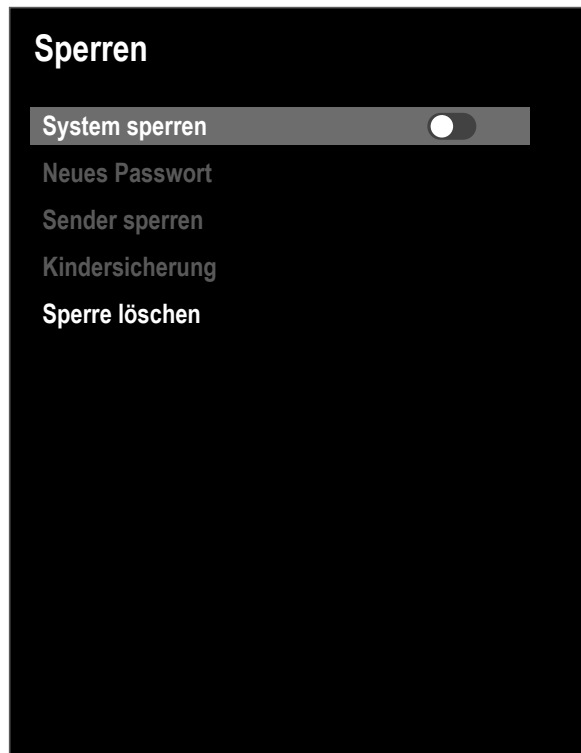 Sperren
System sperren
Neues Passwort
Sender sperren
Kindersicherung
Sperre löschen